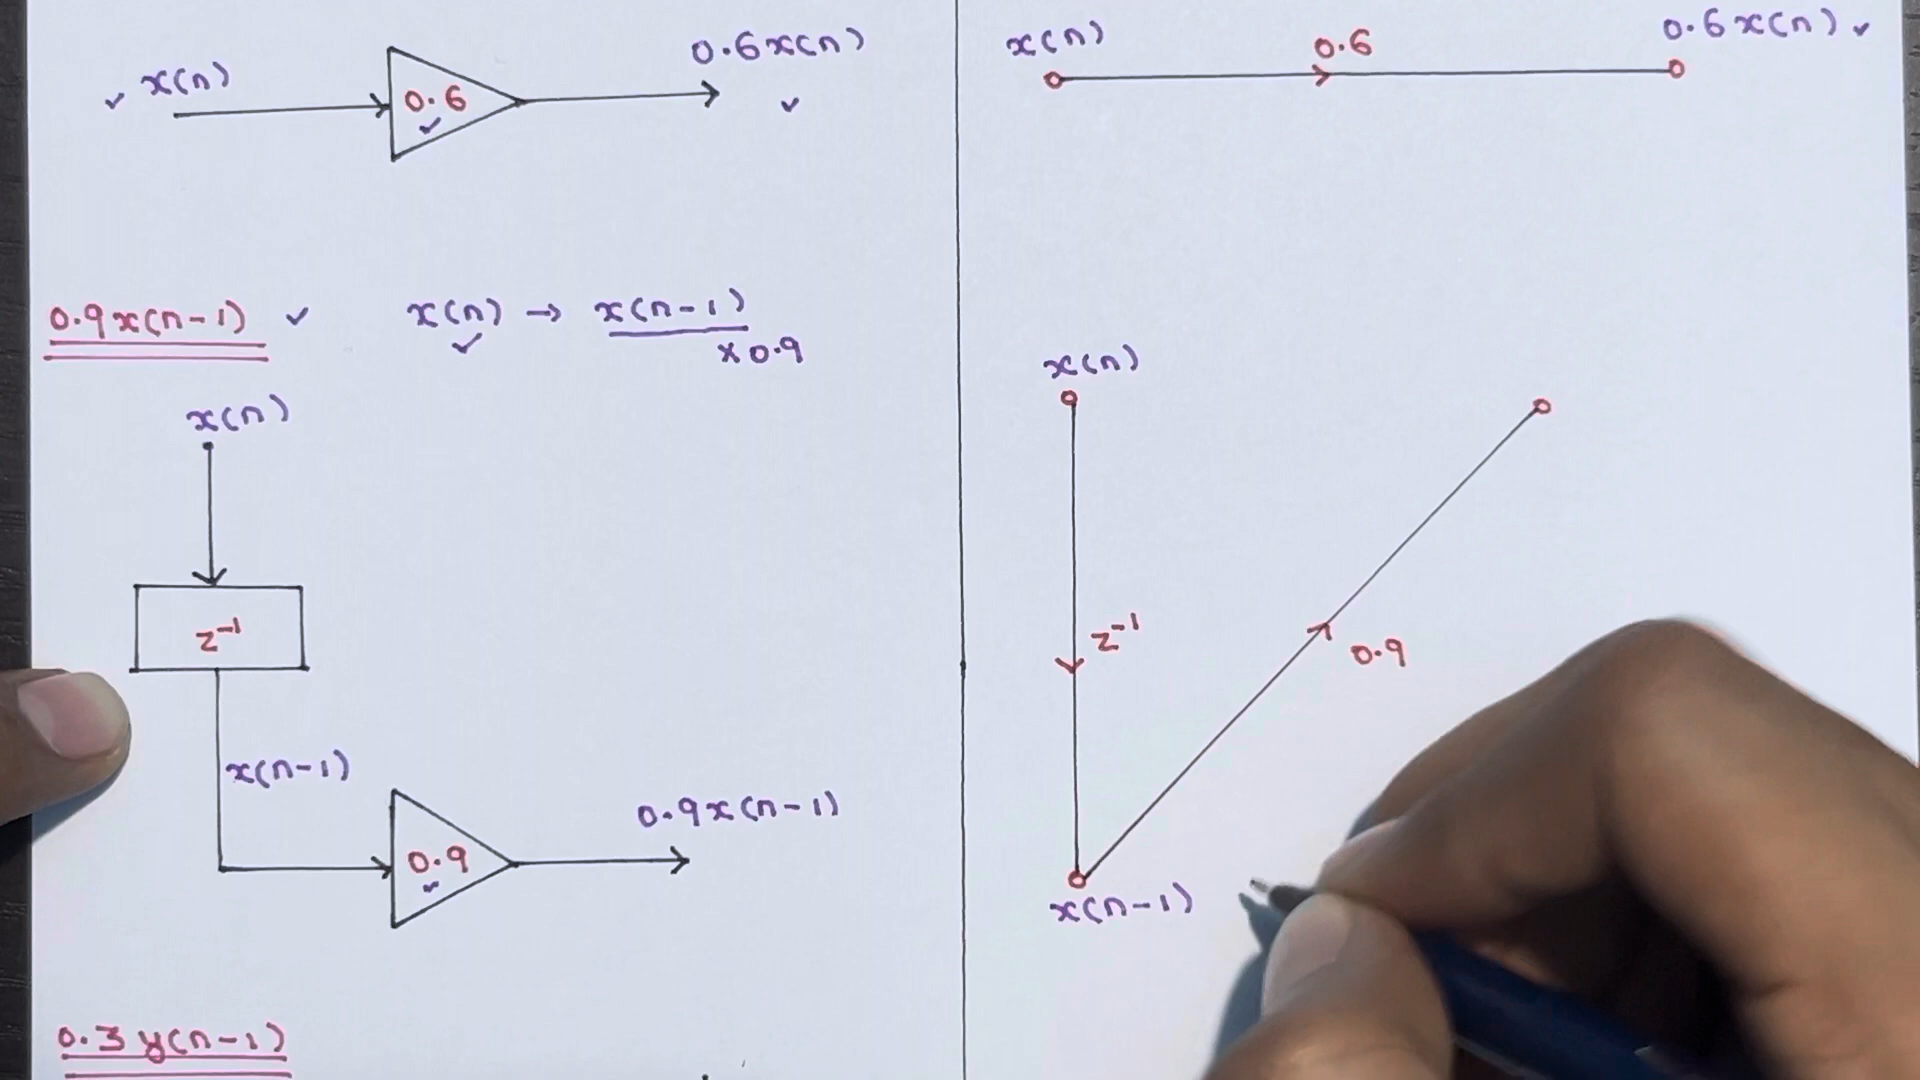 x(n)
0.6
0.6x(n)
0.9x(n-1)
x(n) → x(n-1)
x0.9
x(n)
z⁻¹
x(n-1)
0.9
0.9x(n-1)
0.3y(n-1)
x(n)
0.6
0.6x(n)
x(n)
z⁻¹
0.9
x(n-1)